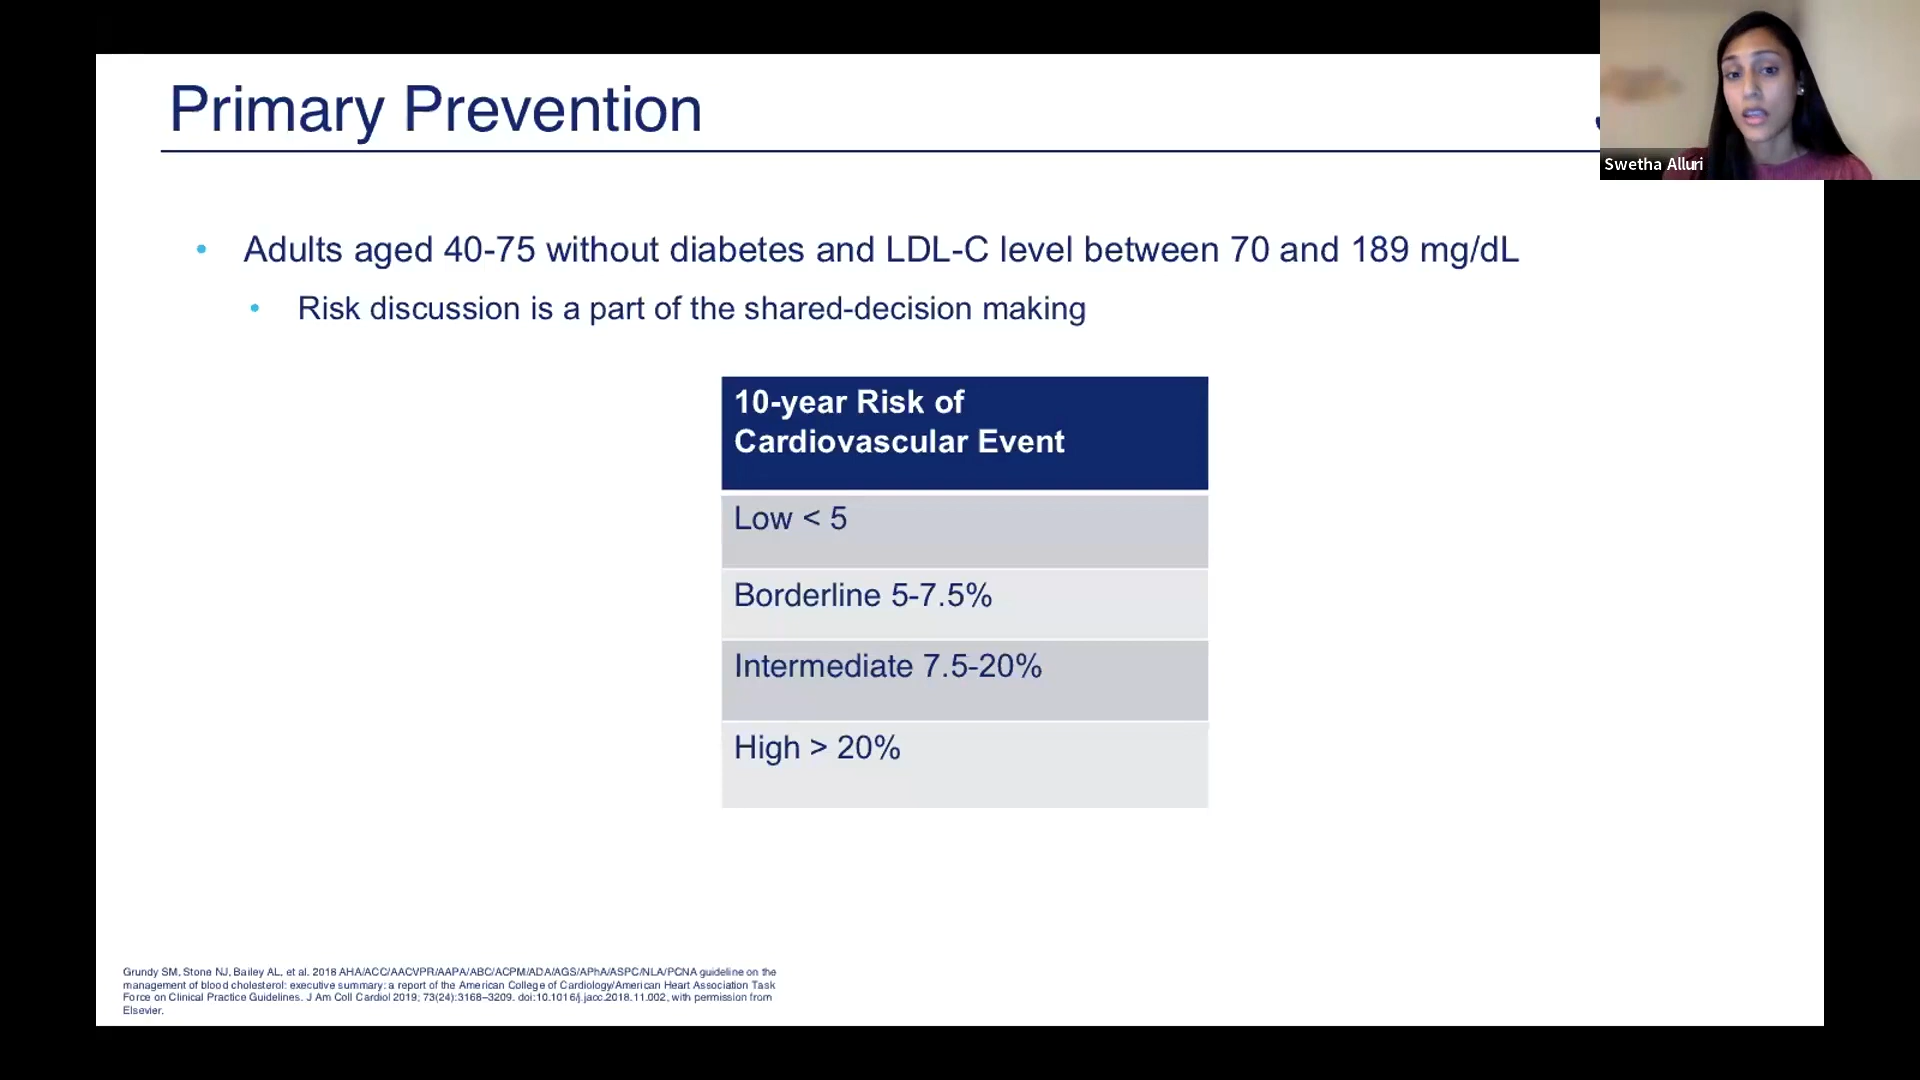 Primary Prevention
Swetha Alluri
• Adults aged 40-75 without diabetes and LDL-C level between 70 and 189 mg/dL
• Risk discussion is a part of the shared-decision making
10-year Risk of
Cardiovascular Event
Low < 5
Borderline 5-7.5%
Intermediate 7.5-20%
High > 20%
Grundy SM, Stone NJ, Bailey AL, et al. 2018 AHA/ACC/AACVPR/AAPA/ABC/ACPM/ADA/AGS/APhA/ASPC/NLA/PCNA guideline on the
management of blood cholesterol: executive summary: a report of the American College of Cardiology/American Heart Association Task
Force on Clinical Practice Guidelines. J Am Coll Cardiol 2019; 73(24):3168–3209. doi:10.1016/j.jacc.2018.11.002, with permission from
Elsevier.